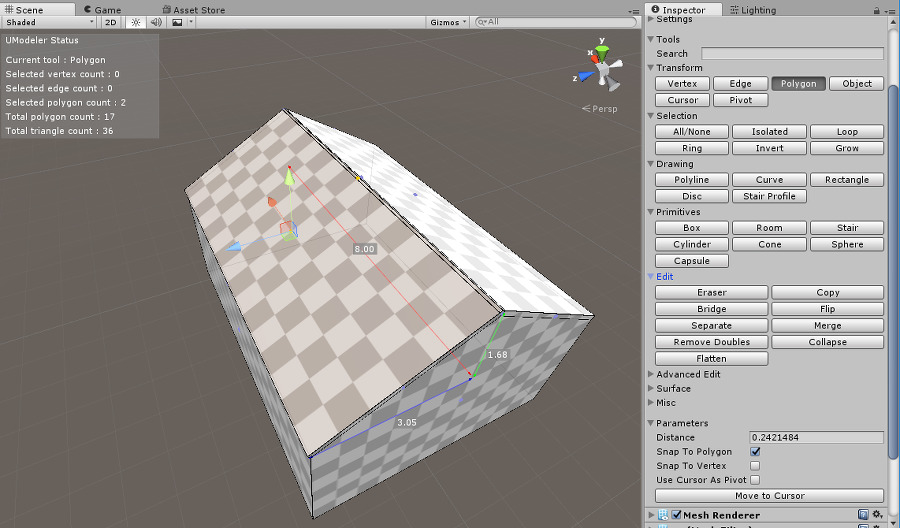 Scene Game Asset Store
Shaded 2D Gizmos All
UModeler Status
Current tool : Polygon
Selected vertex count : 0
Selected edge count : 0
Selected polygon count : 2
Total polygon count : 17
Total triangle count : 36
y
x
z
Persp
8.00
1.68
3.05
Inspector Lighting
Settings
Tools
Search
Transform
Vertex Edge Polygon Object
Cursor Pivot
Selection
All/None Isolated Loop
Ring Invert Grow
Drawing
Polyline Curve Rectangle
Disc Stair Profile
Primitives
Box Room Stair
Cylinder Cone Sphere
Capsule
Edit
Eraser Copy
Bridge Flip
Separate Merge
Remove Doubles Collapse
Flatten
Advanced Edit
Surface
Misc
Parameters
Distance 0.2421484
Snap To Polygon
Snap To Vertex
Use Cursor As Pivot
Move to Cursor
Mesh Renderer